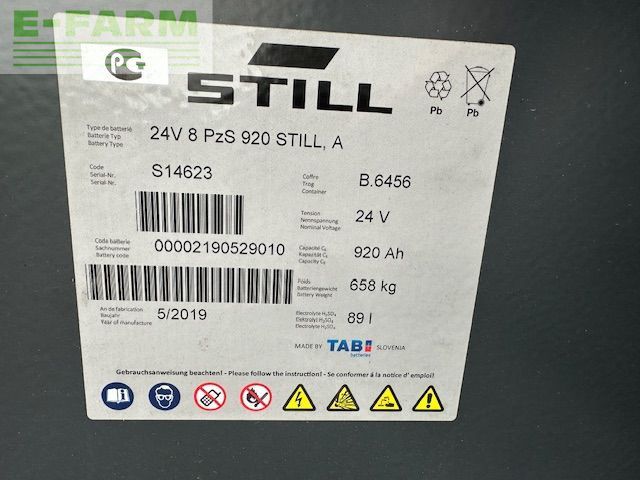 E-FARM
PG
STILL
Pb
Pb
Type de batterié
Batterie Typ
Battery Type
24V 8 PzS 920 STILL, A
Code
Serial-Nr.
Serial-Nr.
S14623
Coffre
Trog
Container
B.6456
Tension
Nennspannung
Nominal Voltage
24 V
Code batterie
Sachnummer
Battery code
00002190529010
Capacité C₅
Kapazität C₅
Capacity C₅
920 Ah
Poids
Batteriengewicht
Battery Weight
658 kg
An de fabrication
Baujahr
Year of manufacture
5/2019
Electrolyte H₂SO₄
Elektrolyt H₂SO₄
Electrolyte H₂SO₄
89 l
MADE BY TAB batteries SLOVENIA
Gebrauchsanweisung beachten! - Please follow the instruction! - Se conformer á la notice d' emploi!